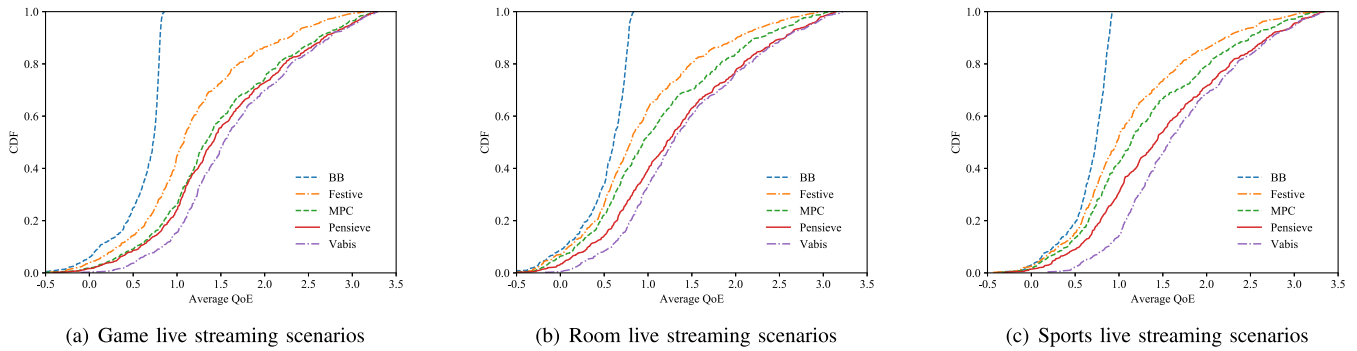 1.0
0.8
0.6
0.4
0.2
0.0
CDF
-0.5 0.0 0.5 1.0 1.5 2.0 2.5 3.0 3.5
Average QoE
BB
Festive
MPC
Pensieve
Vabis
(a) Game live streaming scenarios
1.0
0.8
0.6
0.4
0.2
0.0
CDF
-0.5 0.0 0.5 1.0 1.5 2.0 2.5 3.0 3.5
Average QoE
BB
Festive
MPC
Pensieve
Vabis
(b) Room live streaming scenarios
1.0
0.8
0.6
0.4
0.2
0.0
CDF
-0.5 0.0 0.5 1.0 1.5 2.0 2.5 3.0 3.5
Average QoE
BB
Festive
MPC
Pensieve
Vabis
(c) Sports live streaming scenarios